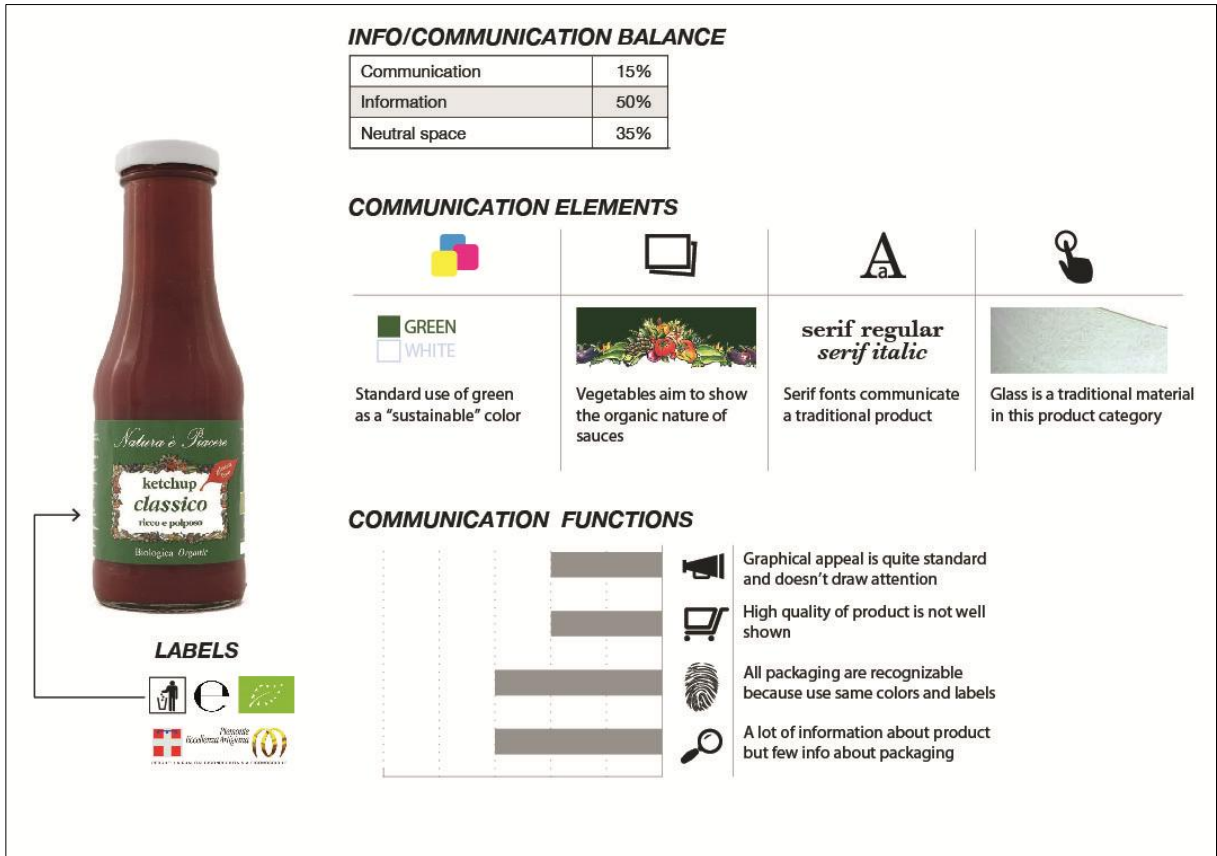 INFO/COMMUNICATION BALANCE
Communication 15%
Information 50%
Neutral space 35%
COMMUNICATION ELEMENTS
A
a
GREEN
WHITE
serif regular
serif italic
Standard use of green
as a “sustainable” color
Vegetables aim to show
the organic nature of
sauces
Serif fonts communicate
a traditional product
Glass is a traditional material
in this product category
Natura è Piacere
ketchup
classico
ricco e polposo
Biologica Organic
COMMUNICATION FUNCTIONS
Graphical appeal is quite standard
and doesn’t draw attention
High quality of product is not well
shown
All packaging are recognizable
because use same colors and labels
A lot of information about product
but few info about packaging
LABELS
e
Piemonte
Eccellenza Artigiana